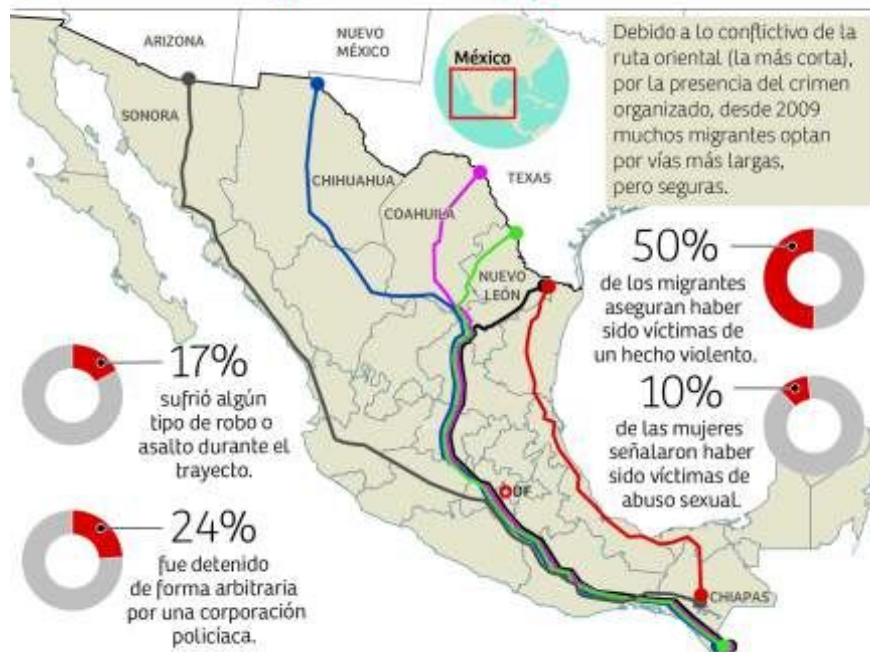 ARIZONA
NUEVO
MÉXICO
SONORA
CHIHUAHUA
COAHUILA
TEXAS
NUEVO
LEÓN
DF
CHIAPAS
México
Debido a lo conflictivo de la
ruta oriental (la más corta),
por la presencia del crimen
organizado, desde 2009
muchos migrantes optan
por vías más largas,
pero seguras.
50%
de los migrantes
aseguran haber
sido víctimas de
un hecho violento.
17%
sufrió algún
tipo de robo o
asalto durante el
trayecto.
10%
de las mujeres
señalaron haber
sido víctimas de
abuso sexual.
24%
fue detenido
de forma arbitraria
por una corporación
policíaca.